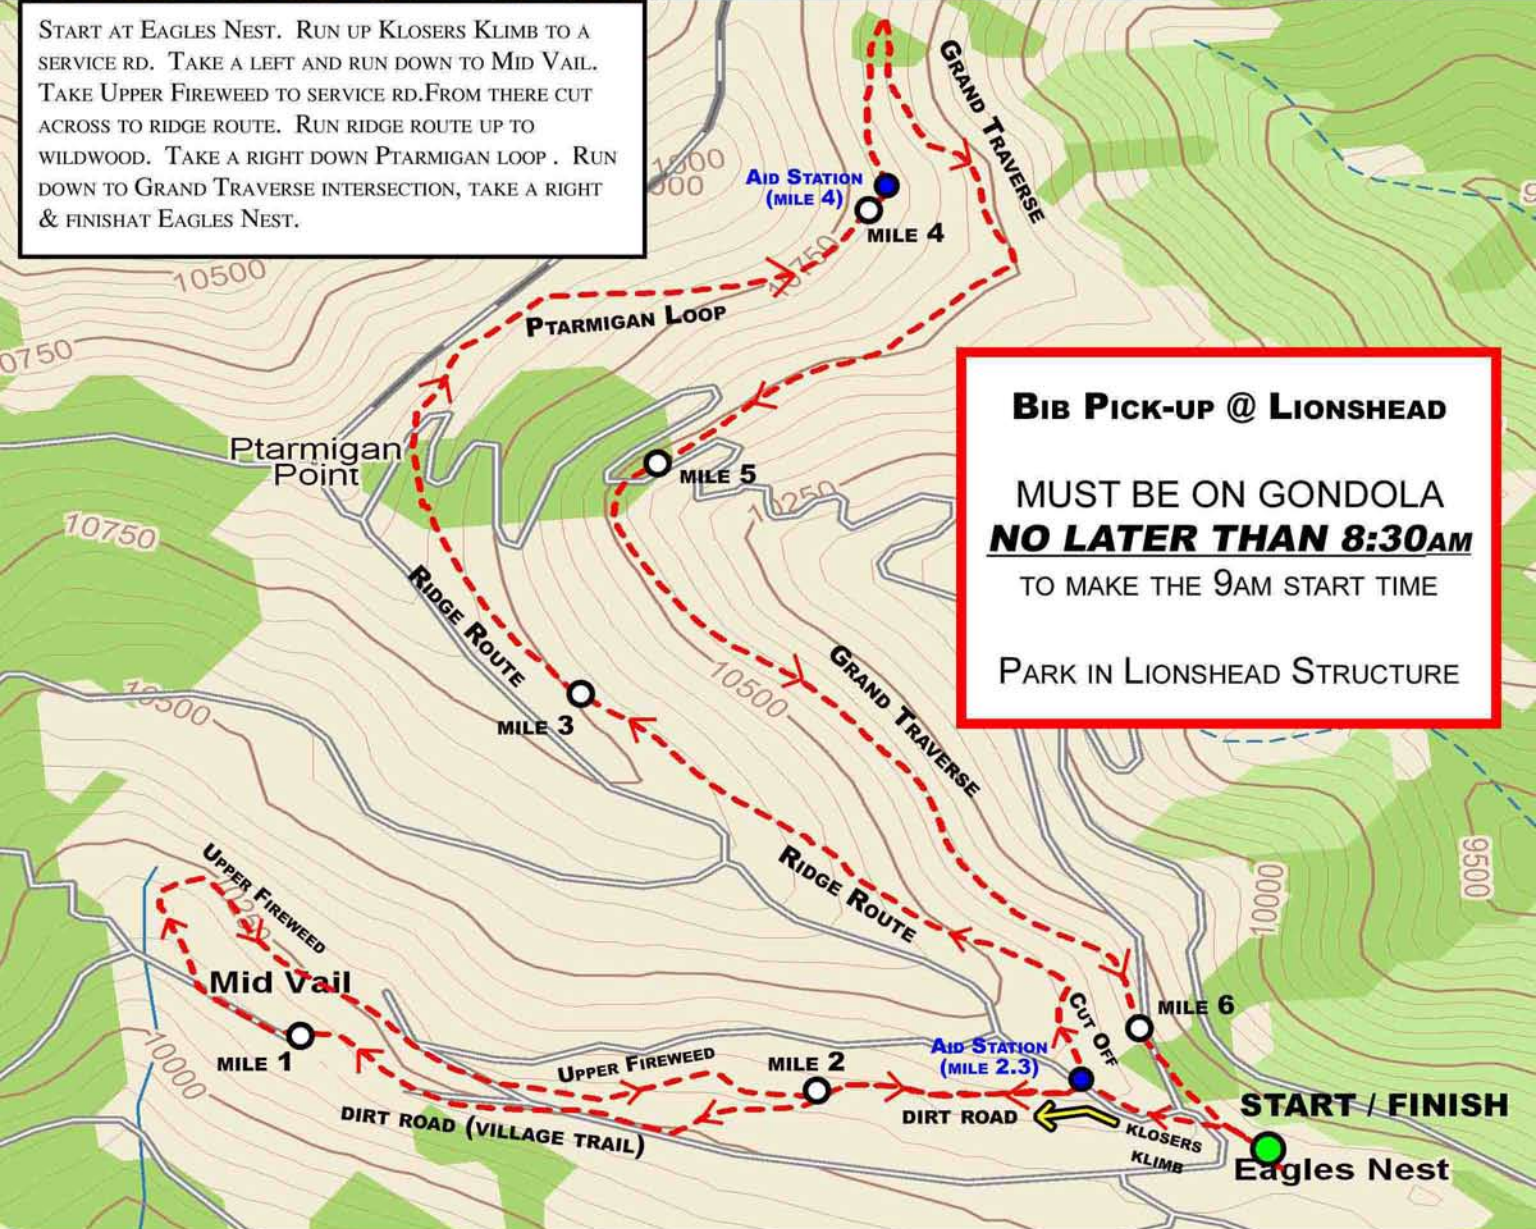 START AT EAGLES NEST. RUN UP KLOSERS KLIMB TO A
SERVICE RD. TAKE A LEFT AND RUN DOWN TO MID VAIL.
TAKE UPPER FIREWEED TO SERVICE RD.FROM THERE CUT
ACROSS TO RIDGE ROUTE. RUN RIDGE ROUTE UP TO
WILDWOOD. TAKE A RIGHT DOWN PTARMIGAN LOOP . RUN
DOWN TO GRAND TRAVERSE INTERSECTION, TAKE A RIGHT
& FINISHAT EAGLES NEST.
GRAND TRAVERSE
AID STATION
(MILE 4)
MILE 4
10500
10750
PTARMIGAN LOOP
10750
BIB PICK-UP @ LIONSHEAD
MUST BE ON GONDOLA
NO LATER THAN 8:30AM
TO MAKE THE 9AM START TIME
PARK IN LIONSHEAD STRUCTURE
Ptarmigan
Point
MILE 5
10250
10750
RIDGE ROUTE
GRAND TRAVERSE
10500
10500
MILE 3
9500
10000
UPPER FIREWEED
RIDGE ROUTE
10250
Mid Vail
CUT OFF
MILE 6
AID STATION
(MILE 2.3)
MILE 1
10000
UPPER FIREWEED
MILE 2
DIRT ROAD
DIRT ROAD (VILLAGE TRAIL)
KLOSERS
KLIMB
START / FINISH
Eagles Nest